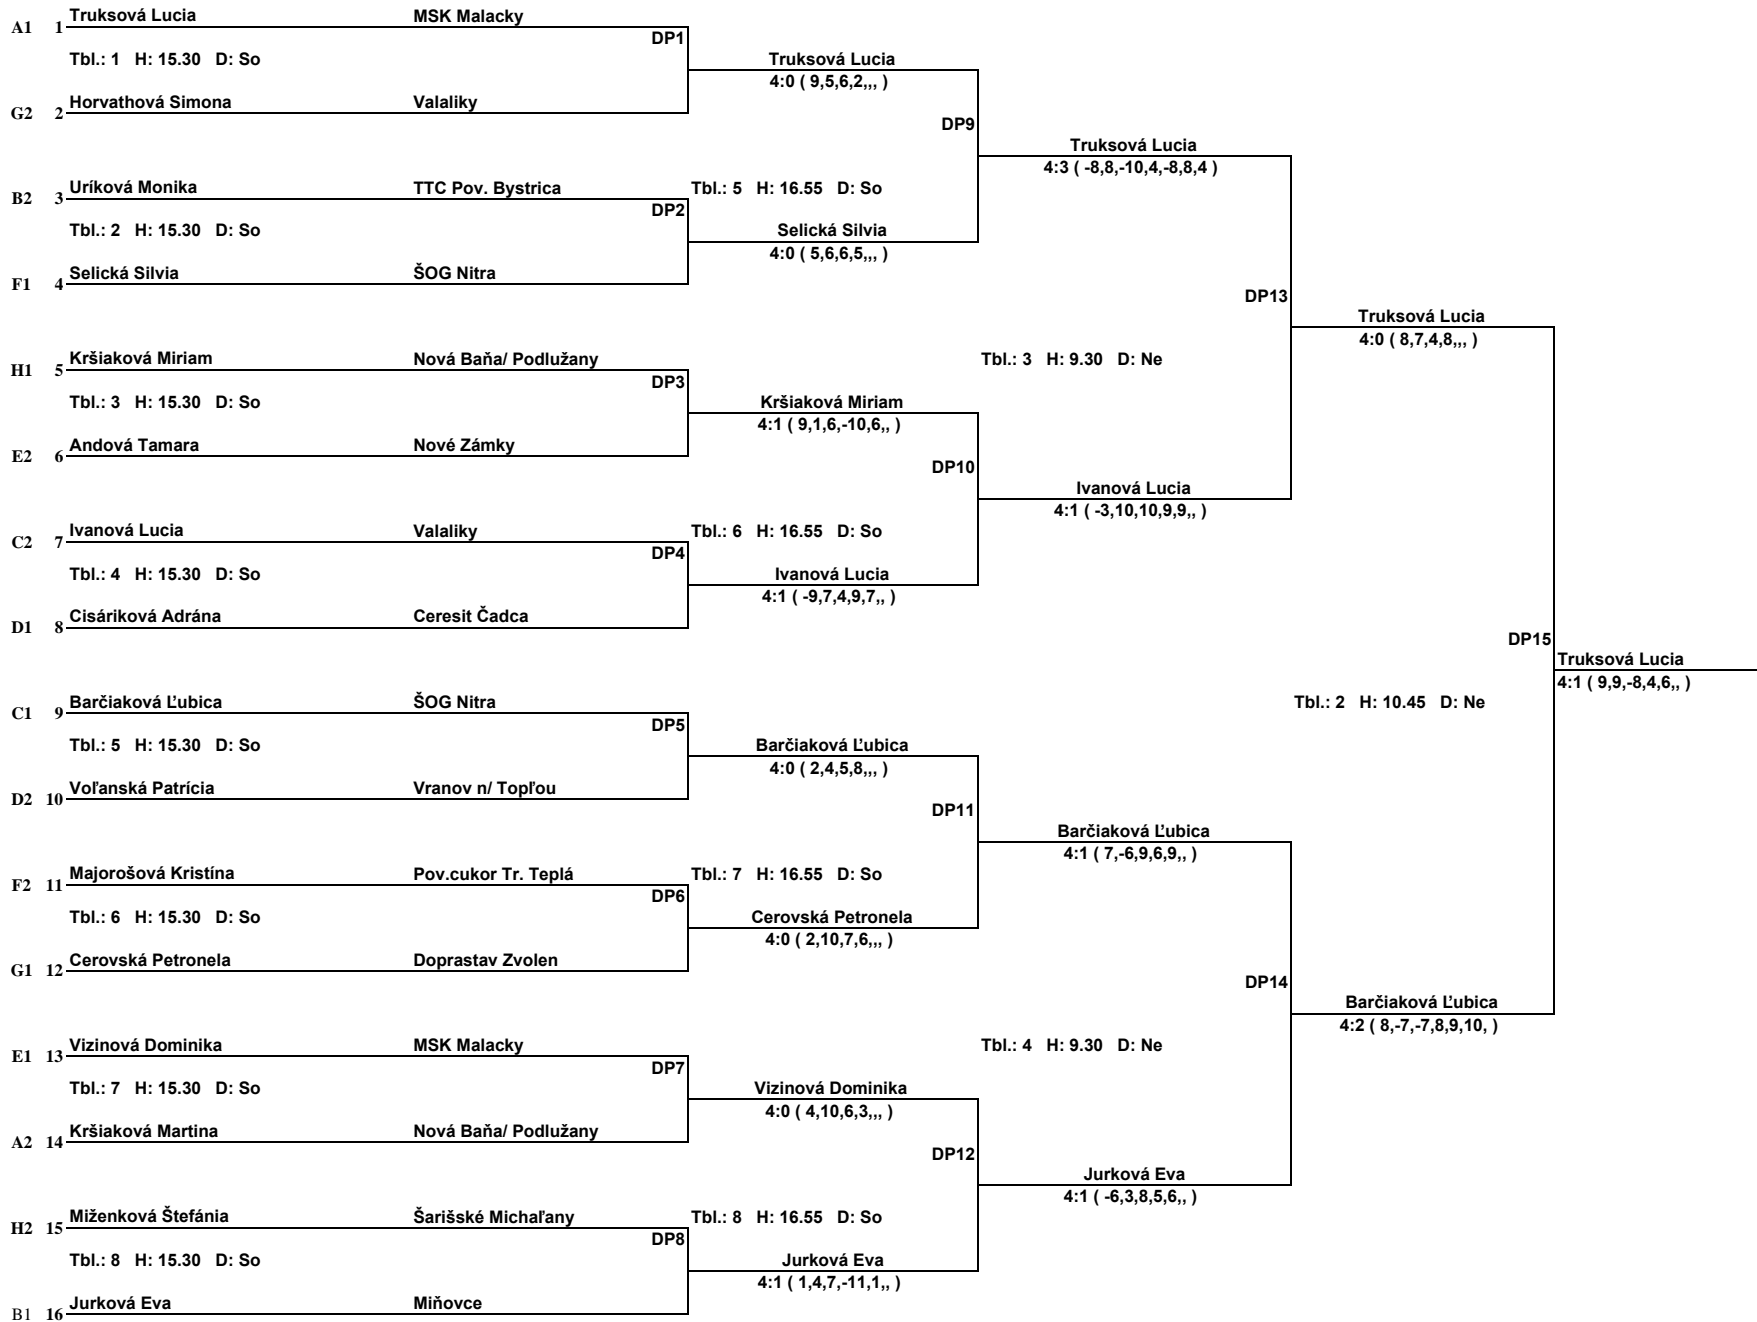 Truksová Lucia MSK Malacky
A1 1 DP1
Tbl.: 1 H: 15.30 D: So Truksová Lucia
4:0 ( 9,5,6,2,,, )
Horvathová Simona Valaliky
G2 2 DP9
Truksová Lucia
4:3 ( -8,8,-10,4,-8,8,4 )
Uríková Monika TTC Pov. Bystrica Tbl.: 5 H: 16.55 D: So
B2 3 DP2
Tbl.: 2 H: 15.30 D: So Selická Silvia
4:0 ( 5,6,6,5,,, )
Selická Silvia ŠOG Nitra
F1 4 DP13
Truksová Lucia
4:0 ( 8,7,4,8,,, )
Kršiaková Miriam Nová Baňa/ Podlužany Tbl.: 3 H: 9.30 D: Ne
H1 5 DP3
Tbl.: 3 H: 15.30 D: So Kršiaková Miriam
4:1 ( 9,1,6,-10,6,, )
Andová Tamara Nové Zámky
E2 6 DP10
Ivanová Lucia
4:1 ( -3,10,10,9,9,, )
Ivanová Lucia Valaliky Tbl.: 6 H: 16.55 D: So
C2 7 DP4
Tbl.: 4 H: 15.30 D: So Ivanová Lucia
4:1 ( -9,7,4,9,7,, )
Cisáriková Adrána Ceresit Čadca
D1 8 DP15
Truksová Lucia
4:1 ( 9,9,-8,4,6,, )
Barčiaková Ľubica ŠOG Nitra Tbl.: 2 H: 10.45 D: Ne
C1 9 DP5
Tbl.: 5 H: 15.30 D: So Barčiaková Ľubica
4:0 ( 2,4,5,8,,, )
Voľanská Patrícia Vranov n/ Topľou
D2 10 DP11
Barčiaková Ľubica
4:1 ( 7,-6,9,6,9,, )
Majorošová Kristína Pov.cukor Tr. Teplá Tbl.: 7 H: 16.55 D: So
F2 11 DP6
Tbl.: 6 H: 15.30 D: So Cerovská Petronela
4:0 ( 2,10,7,6,,, )
Cerovská Petronela Doprastav Zvolen
G1 12 DP14
Barčiaková Ľubica
4:2 ( 8,-7,-7,8,9,10, )
Vizinová Dominika MSK Malacky Tbl.: 4 H: 9.30 D: Ne
E1 13 DP7
Tbl.: 7 H: 15.30 D: So Vizinová Dominika
4:0 ( 4,10,6,3,,, )
Kršiaková Martina Nová Baňa/ Podlužany
A2 14 DP12
Jurková Eva
4:1 ( -6,3,8,5,6,, )
Miženková Štefánia Šarišské Michaľany Tbl.: 8 H: 16.55 D: So
H2 15 DP8
Tbl.: 8 H: 15.30 D: So Jurková Eva
4:1 ( 1,4,7,-11,1,, )
Jurková Eva Miňovce
B1 16